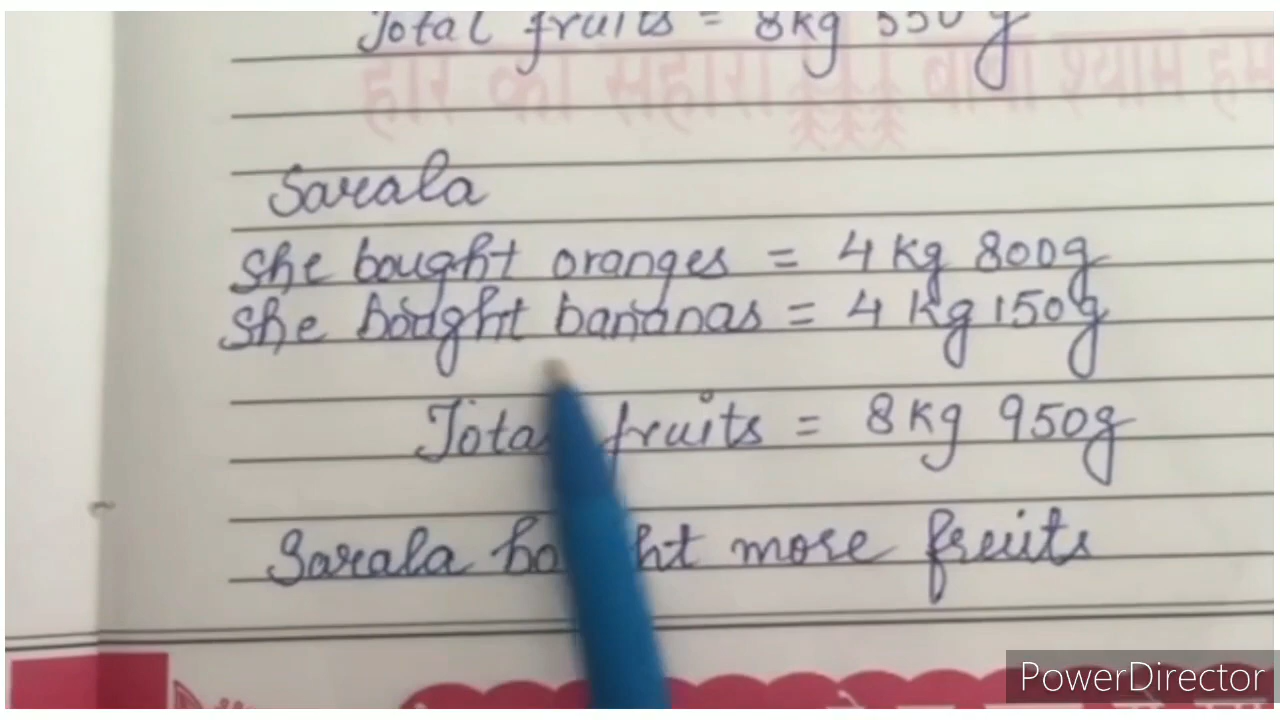 Total fruits = 8kg 550g
Sarala
She bought oranges = 4 kg 800g
She bought bananas = 4 kg 150g
Total fruits = 8 kg 950g
Sarala bought more fruits
PowerDirector